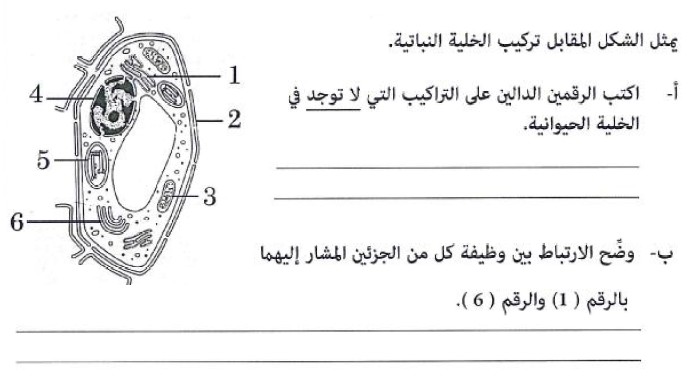 يمثل الشكل المقابل تركيب الخلية النباتية.
أ- اكتب الرقمين الدالين على التراكيب التي لا توجد في
الخلية الحيوانية.
1
2
3
4
5
6
ب- وضِّح الارتباط بين وظيفة كل من الجزئين المشار إليهما
بالرقم ( 1 ) والرقم ( 6 ).